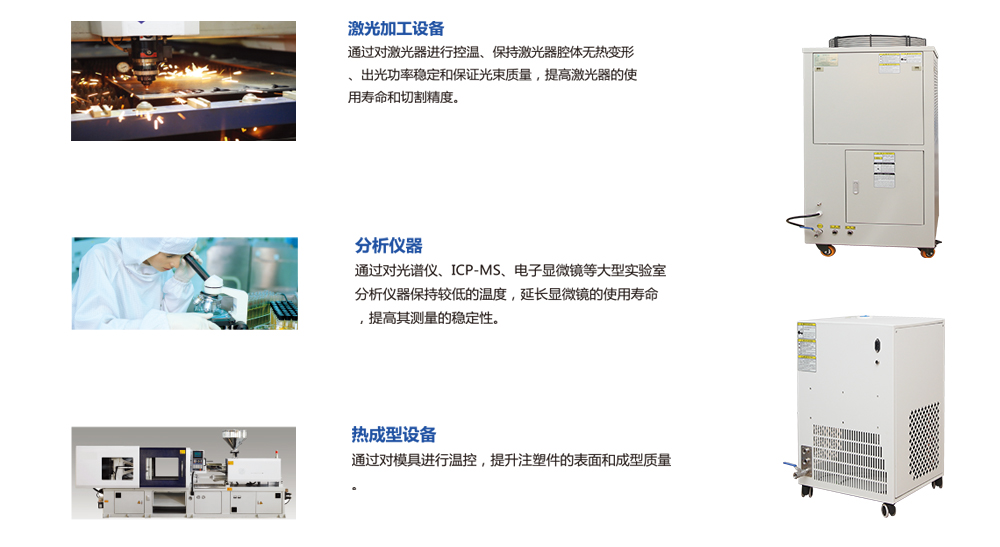 激光加工设备
通过对激光器进行控温、保持激光器腔体无热变形
、出光功率稳定和保证光束质量，提高激光器的使
用寿命和切割精度。
分析仪器
通过对光谱仪、ICP-MS、电子显微镜等大型实验室
分析仪器保持较低的温度，延长显微镜的使用寿命
，提高其测量的稳定性。
热成型设备
通过对模具进行温控，提升注塑件的表面和成型质量
。